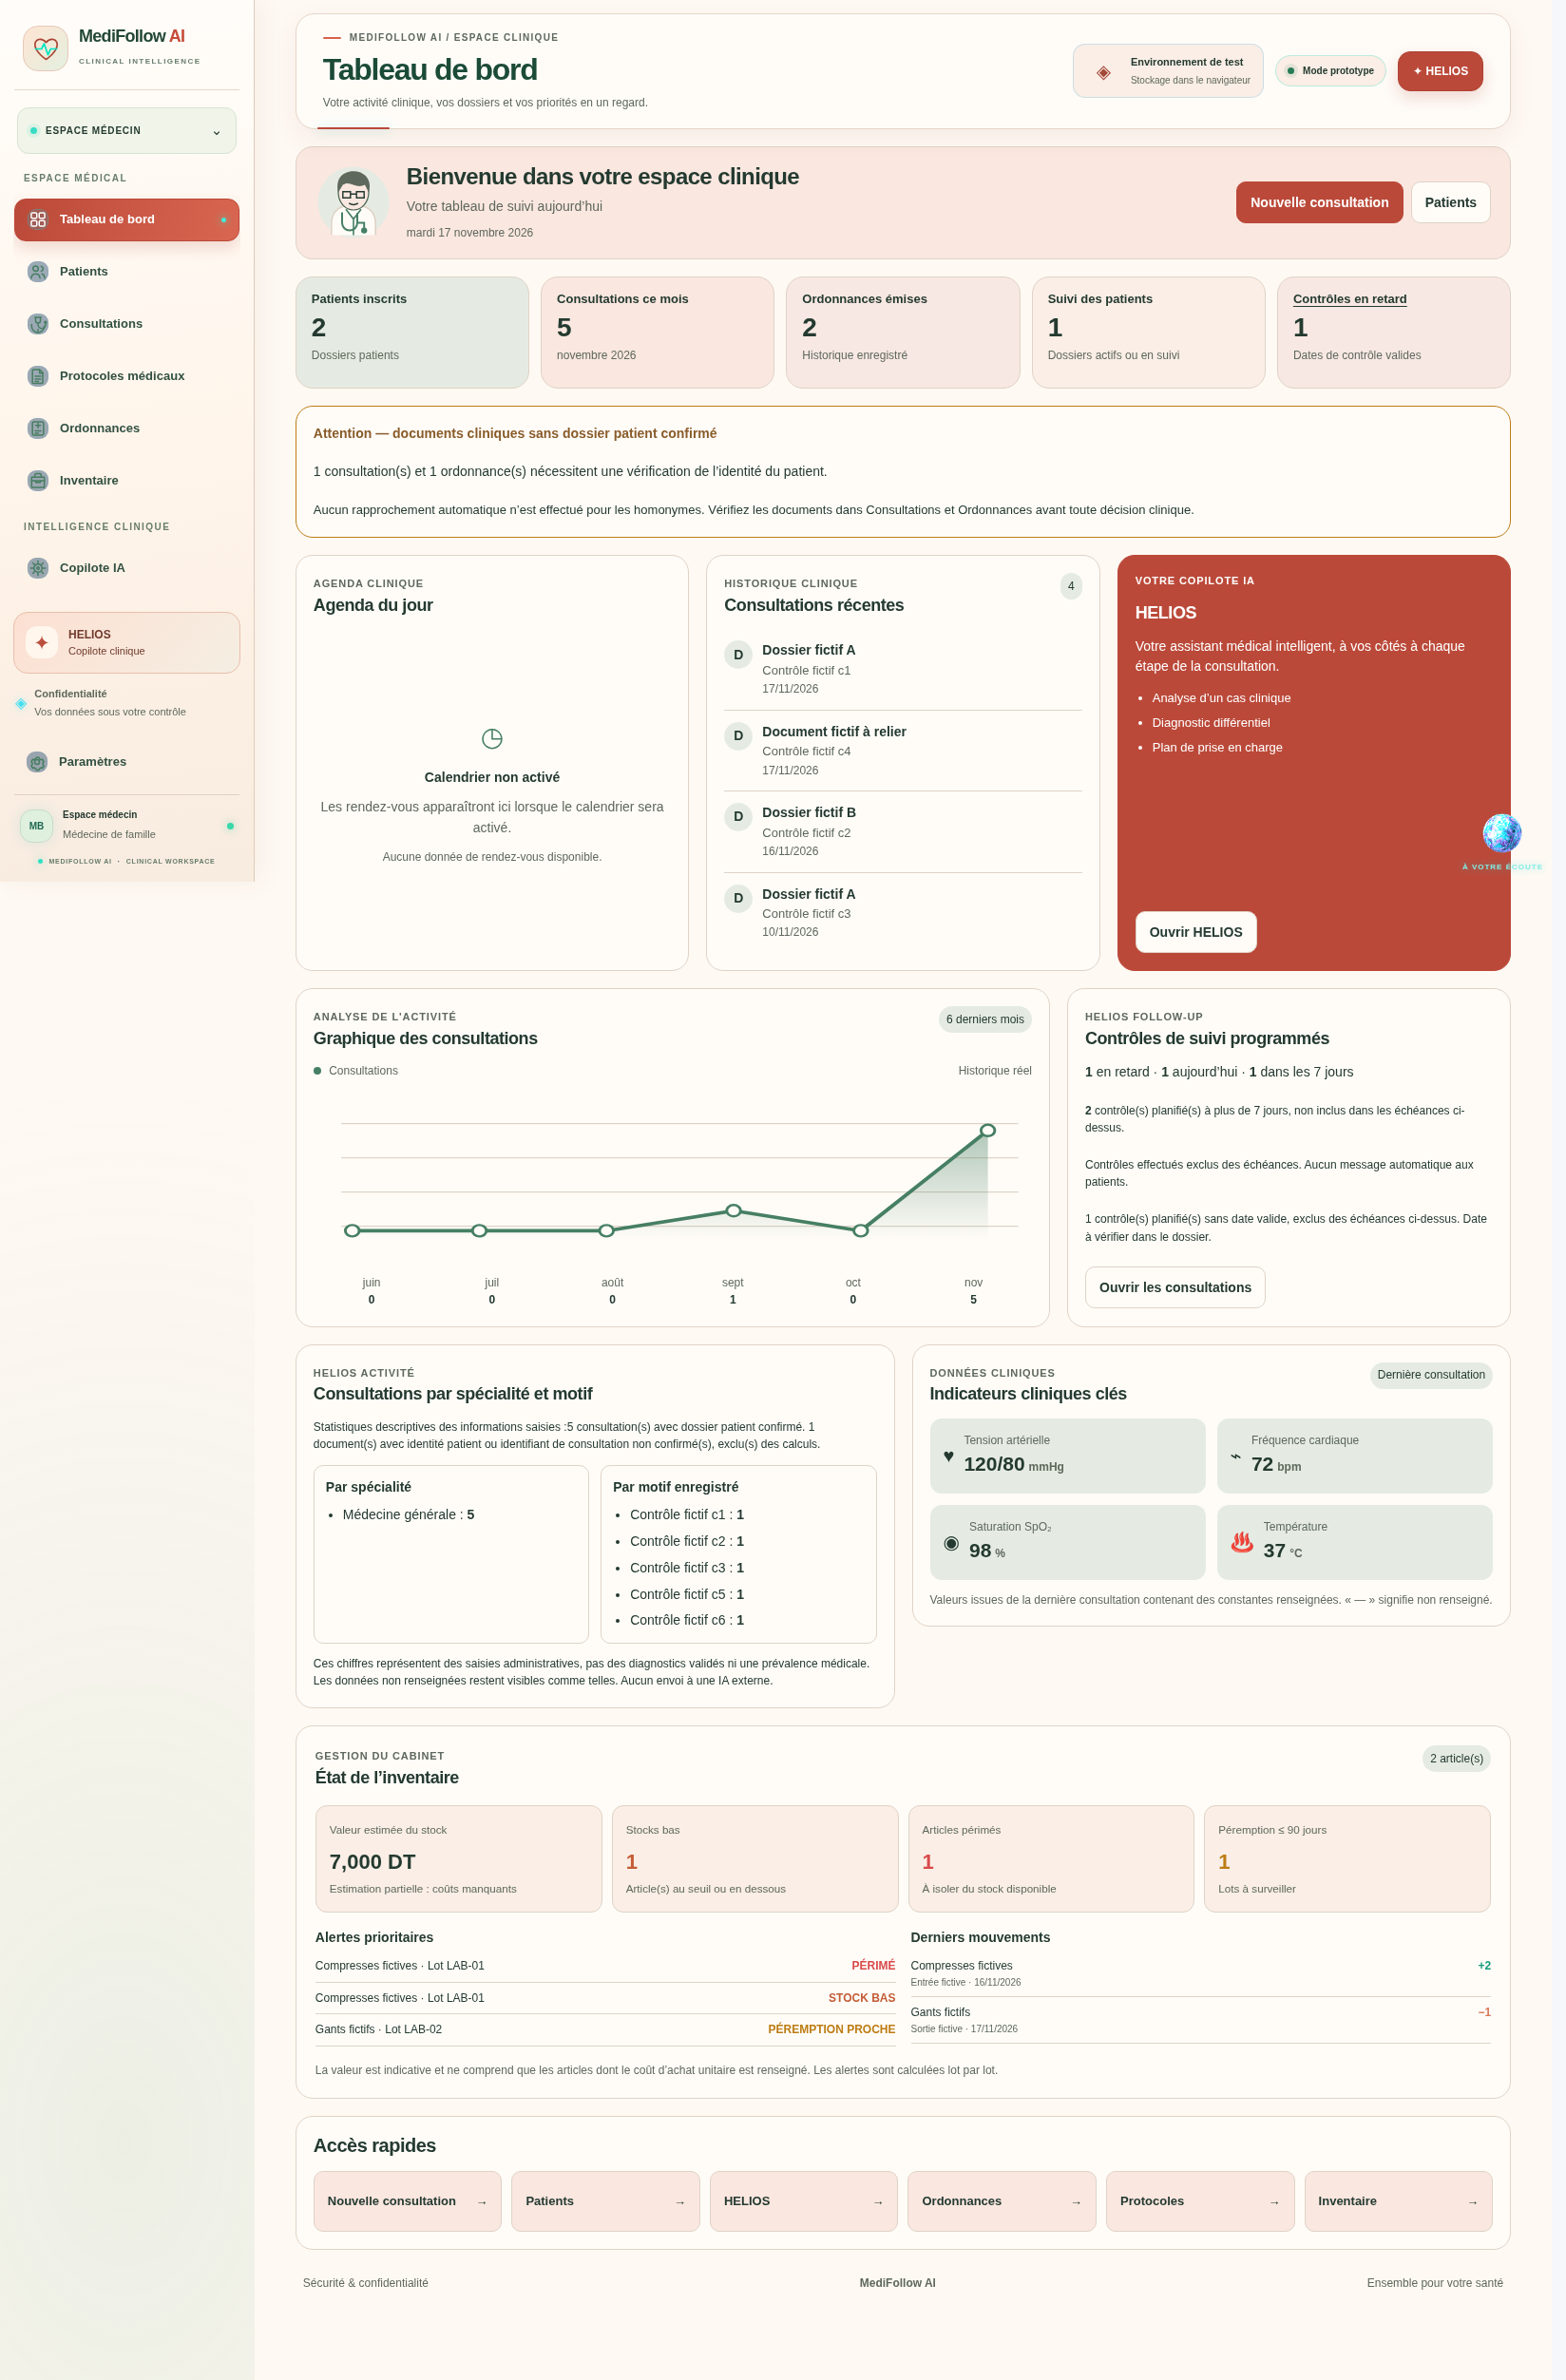 MediFollow AI
CLINICAL INTELLIGENCE
ESPACE MÉDECIN
ESPACE MÉDICAL
Tableau de bord
Patients
Consultations
Protocoles médicaux
Ordonnances
Inventaire
INTELLIGENCE CLINIQUE
Copilote IA
HELIOS
Copilote clinique
Confidentialité
Vos données sous votre contrôle
Paramètres
MB
Espace médecin
Médecine de famille
MEDIFOLLOW AI · CLINICAL WORKSPACE
MEDIFOLLOW AI / ESPACE CLINIQUE
Tableau de bord
Votre activité clinique, vos dossiers et vos priorités en un regard.
Environnement de test
Stockage dans le navigateur
Mode prototype
✦ HELIOS
Bienvenue dans votre espace clinique
Votre tableau de suivi aujourd’hui
mardi 17 novembre 2026
Nouvelle consultation
Patients
Patients inscrits
2
Dossiers patients
Consultations ce mois
5
novembre 2026
Ordonnances émises
2
Historique enregistré
Suivi des patients
1
Dossiers actifs ou en suivi
Contrôles en retard
1
Dates de contrôle valides
Attention — documents cliniques sans dossier patient confirmé
1 consultation(s) et 1 ordonnance(s) nécessitent une vérification de l’identité du patient.
Aucun rapprochement automatique n’est effectué pour les homonymes. Vérifiez les documents dans Consultations et Ordonnances avant toute décision clinique.
AGENDA CLINIQUE
Agenda du jour
Calendrier non activé
Les rendez-vous apparaîtront ici lorsque le calendrier sera
activé.
Aucune donnée de rendez-vous disponible.
HISTORIQUE CLINIQUE
Consultations récentes
4
D
Dossier fictif A
Contrôle fictif c1
17/11/2026
D
Document fictif à relier
Contrôle fictif c4
17/11/2026
D
Dossier fictif B
Contrôle fictif c2
16/11/2026
D
Dossier fictif A
Contrôle fictif c3
10/11/2026
VOTRE COPILOTE IA
HELIOS
Votre assistant médical intelligent, à vos côtés à chaque
étape de la consultation.
• Analyse d’un cas clinique
• Diagnostic différentiel
• Plan de prise en charge
À VOTRE ÉCOUTE
Ouvrir HELIOS
ANALYSE DE L'ACTIVITÉ
Graphique des consultations
6 derniers mois
Consultations
Historique réel
juin juil août sept oct nov
0 0 0 1 0 5
HELIOS FOLLOW-UP
Contrôles de suivi programmés
1 en retard · 1 aujourd’hui · 1 dans les 7 jours
2 contrôle(s) planifié(s) à plus de 7 jours, non inclus dans les échéances ci-
dessus.
Contrôles effectués exclus des échéances. Aucun message automatique aux
patients.
1 contrôle(s) planifié(s) sans date valide, exclus des échéances ci-dessus. Date
à vérifier dans le dossier.
Ouvrir les consultations
HELIOS ACTIVITÉ
Consultations par spécialité et motif
Statistiques descriptives des informations saisies :5 consultation(s) avec dossier patient confirmé. 1
document(s) avec identité patient ou identifiant de consultation non confirmé(s), exclu(s) des calculs.
Par spécialité
• Médecine générale : 5
Par motif enregistré
• Contrôle fictif c1 : 1
• Contrôle fictif c2 : 1
• Contrôle fictif c3 : 1
• Contrôle fictif c5 : 1
• Contrôle fictif c6 : 1
Ces chiffres représentent des saisies administratives, pas des diagnostics validés ni une prévalence médicale.
Les données non renseignées restent visibles comme telles. Aucun envoi à une IA externe.
DONNÉES CLINIQUES
Indicateurs cliniques clés
Dernière consultation
Tension artérielle
120/80 mmHg
Fréquence cardiaque
72 bpm
Saturation SpO₂
98 %
Température
37 °C
Valeurs issues de la dernière consultation contenant des constantes renseignées. « — » signifie non renseigné.
GESTION DU CABINET
État de l’inventaire
2 article(s)
Valeur estimée du stock
7,000 DT
Estimation partielle : coûts manquants
Stocks bas
1
Article(s) au seuil ou en dessous
Articles périmés
1
À isoler du stock disponible
Péremption ≤ 90 jours
1
Lots à surveiller
Alertes prioritaires
Compresses fictives · Lot LAB-01 PÉRIMÉ
Compresses fictives · Lot LAB-01 STOCK BAS
Gants fictifs · Lot LAB-02 PÉREMPTION PROCHE
Derniers mouvements
Compresses fictives +2
Entrée fictive · 16/11/2026
Gants fictifs −1
Sortie fictive · 17/11/2026
La valeur est indicative et ne comprend que les articles dont le coût d’achat unitaire est renseigné. Les alertes sont calculées lot par lot.
Accès rapides
Nouvelle consultation →
Patients →
HELIOS →
Ordonnances →
Protocoles →
Inventaire →
Sécurité & confidentialité
MediFollow AI
Ensemble pour votre santé